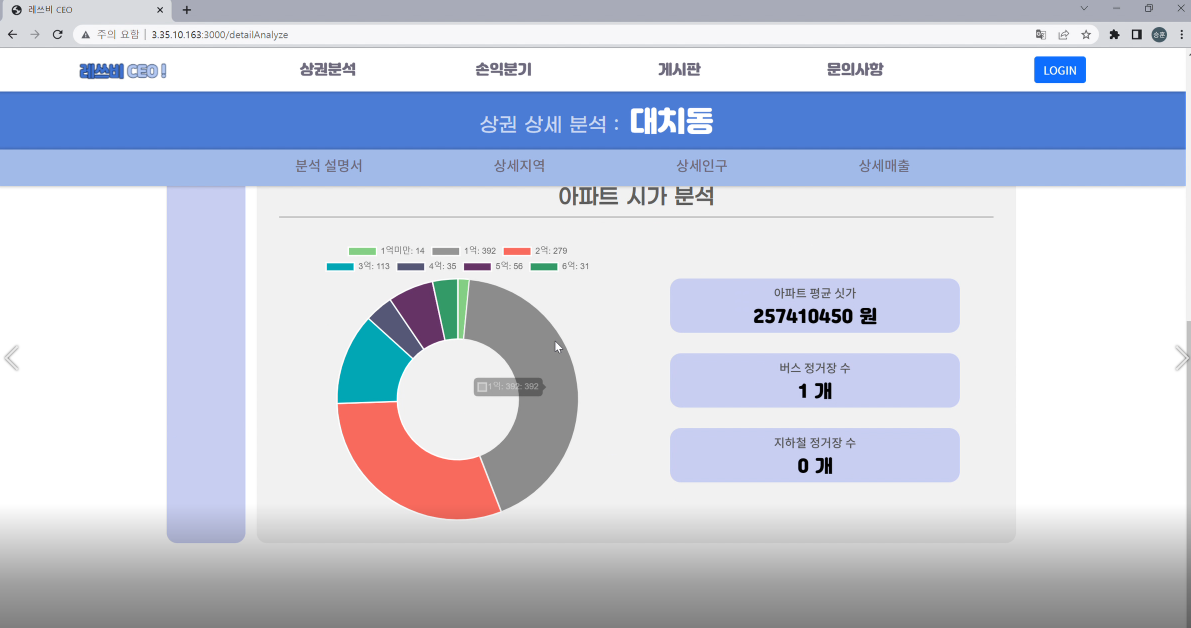 레쓰비 CEO
주의 요함 3.35.10.163:3000/detailAnalyze
승훈
레쓰비 CEO !
상권분석 손익분기 게시판 문의사항 LOGIN
상권 상세 분석 : 대치동
분석 설명서 상세지역 상세인구 상세매출
아파트 시가 분석
1억미만: 14 1억: 392 2억: 279
3억: 113 4억: 35 5억: 56 6억: 31
1억: 392: 392
아파트 평균 싯가
257410450 원
버스 정거장 수
1 개
지하철 정거장 수
0 개